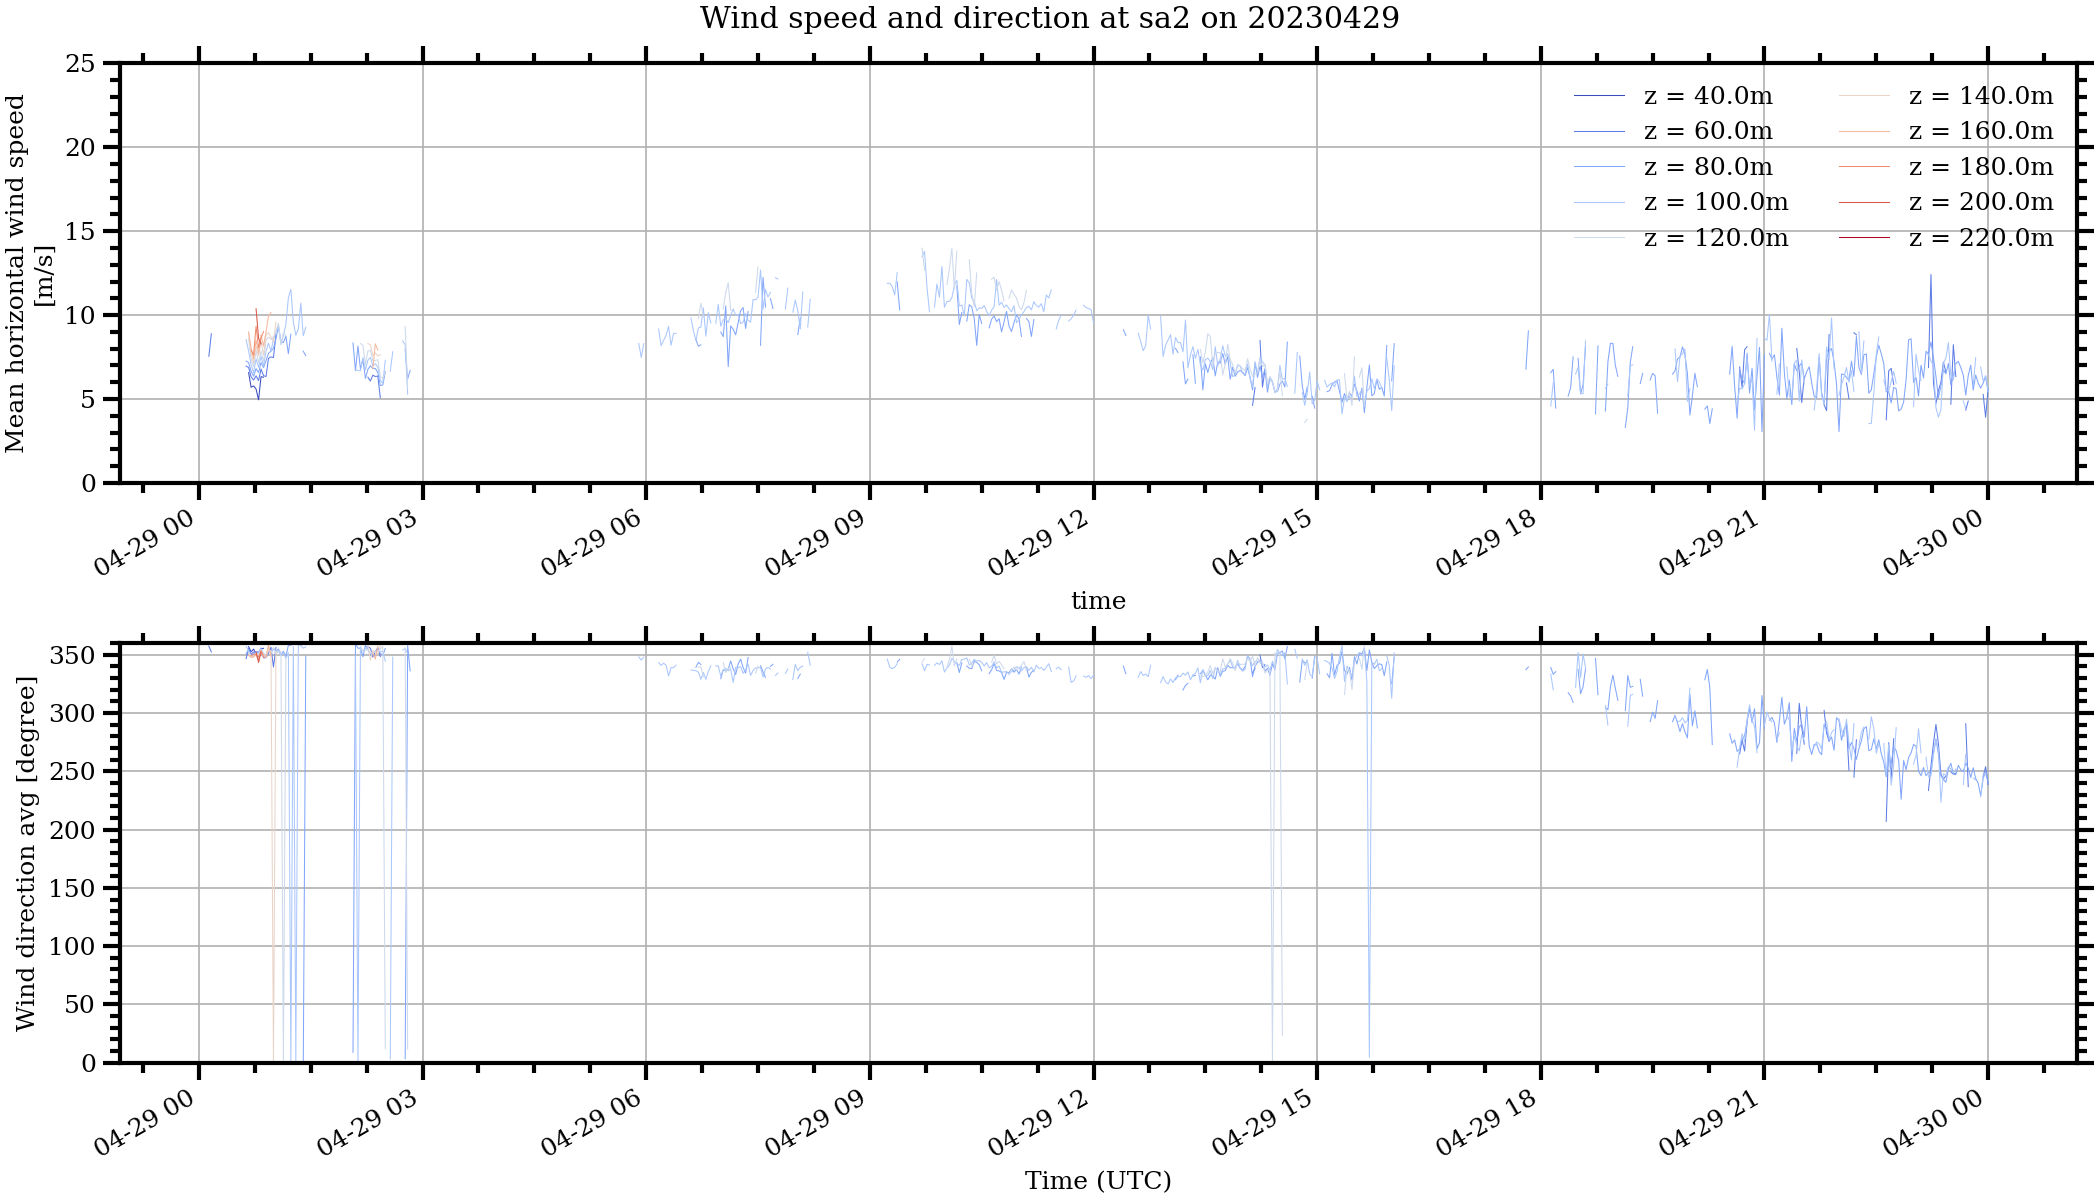 Wind speed and direction at sa2 on 20230429
Mean horizontal wind speed
[m/s]
25
20
15
10
5
0
z = 40.0m
z = 60.0m
z = 80.0m
z = 100.0m
z = 120.0m
z = 140.0m
z = 160.0m
z = 180.0m
z = 200.0m
z = 220.0m
04-29 00 04-29 03 04-29 06 04-29 09 04-29 12 04-29 15 04-29 18 04-29 21 04-30 00
time
Wind direction avg [degree]
350
300
250
200
150
100
50
0
04-29 00 04-29 03 04-29 06 04-29 09 04-29 12 04-29 15 04-29 18 04-29 21 04-30 00
Time (UTC)